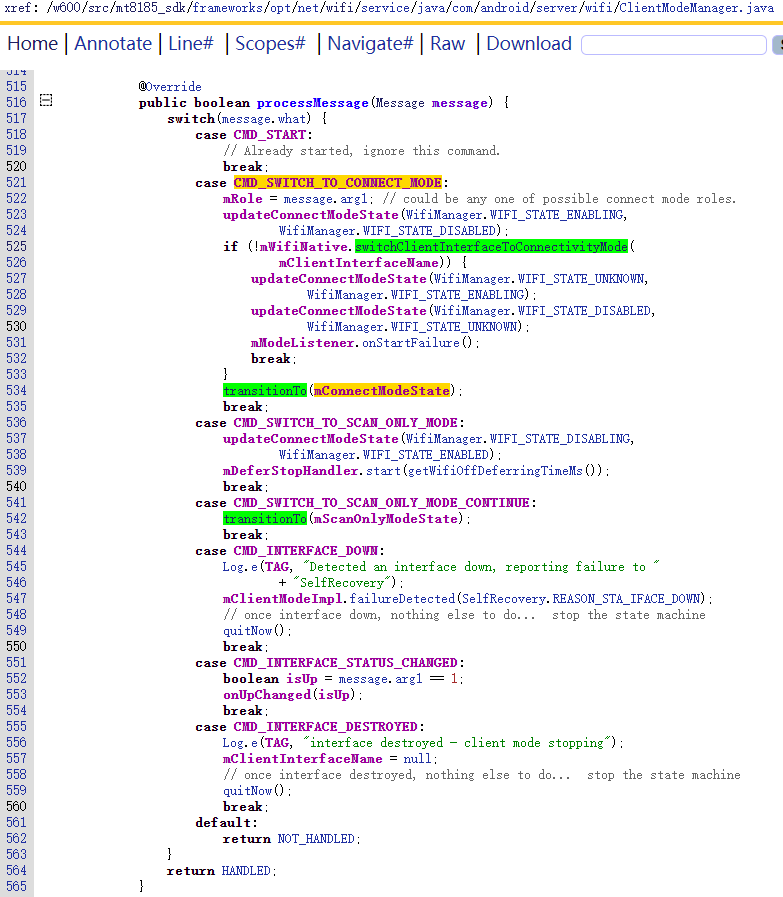 xref: /w600/src/mt8185_sdk/frameworks/opt/net/wifi/service/java/com/android/server/wifi/ClientModeManager.java
Home | Annotate | Line# | Scopes# | Navigate# | Raw | Download
514
515 @Override
516 public boolean processMessage(Message message) {
517 switch(message.what) {
518 case CMD_START:
519 // Already started, ignore this command.
520 break;
521 case CMD_SWITCH_TO_CONNECT_MODE:
522 mRole = message.arg1; // could be any one of possible connect mode roles.
523 updateConnectModeState(WifiManager.WIFI_STATE_ENABLING,
524 WifiManager.WIFI_STATE_DISABLED);
525 if (!mWifiNative.switchClientInterfaceToConnectivityMode(
526 mClientInterfaceName)) {
527 updateConnectModeState(WifiManager.WIFI_STATE_UNKNOWN,
528 WifiManager.WIFI_STATE_ENABLING);
529 updateConnectModeState(WifiManager.WIFI_STATE_DISABLED,
530 WifiManager.WIFI_STATE_UNKNOWN);
531 mModeListener.onStartFailure();
532 break;
533 }
534 transitionTo(mConnectModeState);
535 break;
536 case CMD_SWITCH_TO_SCAN_ONLY_MODE:
537 updateConnectModeState(WifiManager.WIFI_STATE_DISABLING,
538 WifiManager.WIFI_STATE_ENABLED);
539 mDeferStopHandler.start(getWifiOffDeferringTimeMs());
540 break;
541 case CMD_SWITCH_TO_SCAN_ONLY_MODE_CONTINUE:
542 transitionTo(mScanOnlyModeState);
543 break;
544 case CMD_INTERFACE_DOWN:
545 Log.e(TAG, "Detected an interface down, reporting failure to "
546 + "SelfRecovery");
547 mClientModeImpl.failureDetected(SelfRecovery.REASON_STA_IFACE_DOWN);
548 // once interface down, nothing else to do...  stop the state machine
549 quitNow();
550 break;
551 case CMD_INTERFACE_STATUS_CHANGED:
552 boolean isUp = message.arg1 == 1;
553 onUpChanged(isUp);
554 break;
555 case CMD_INTERFACE_DESTROYED:
556 Log.e(TAG, "interface destroyed - client mode stopping");
557 mClientInterfaceName = null;
558 // once interface destroyed, nothing else to do...  stop the state machine
559 quitNow();
560 break;
561 default:
562 return NOT_HANDLED;
563 }
564 return HANDLED;
565 }